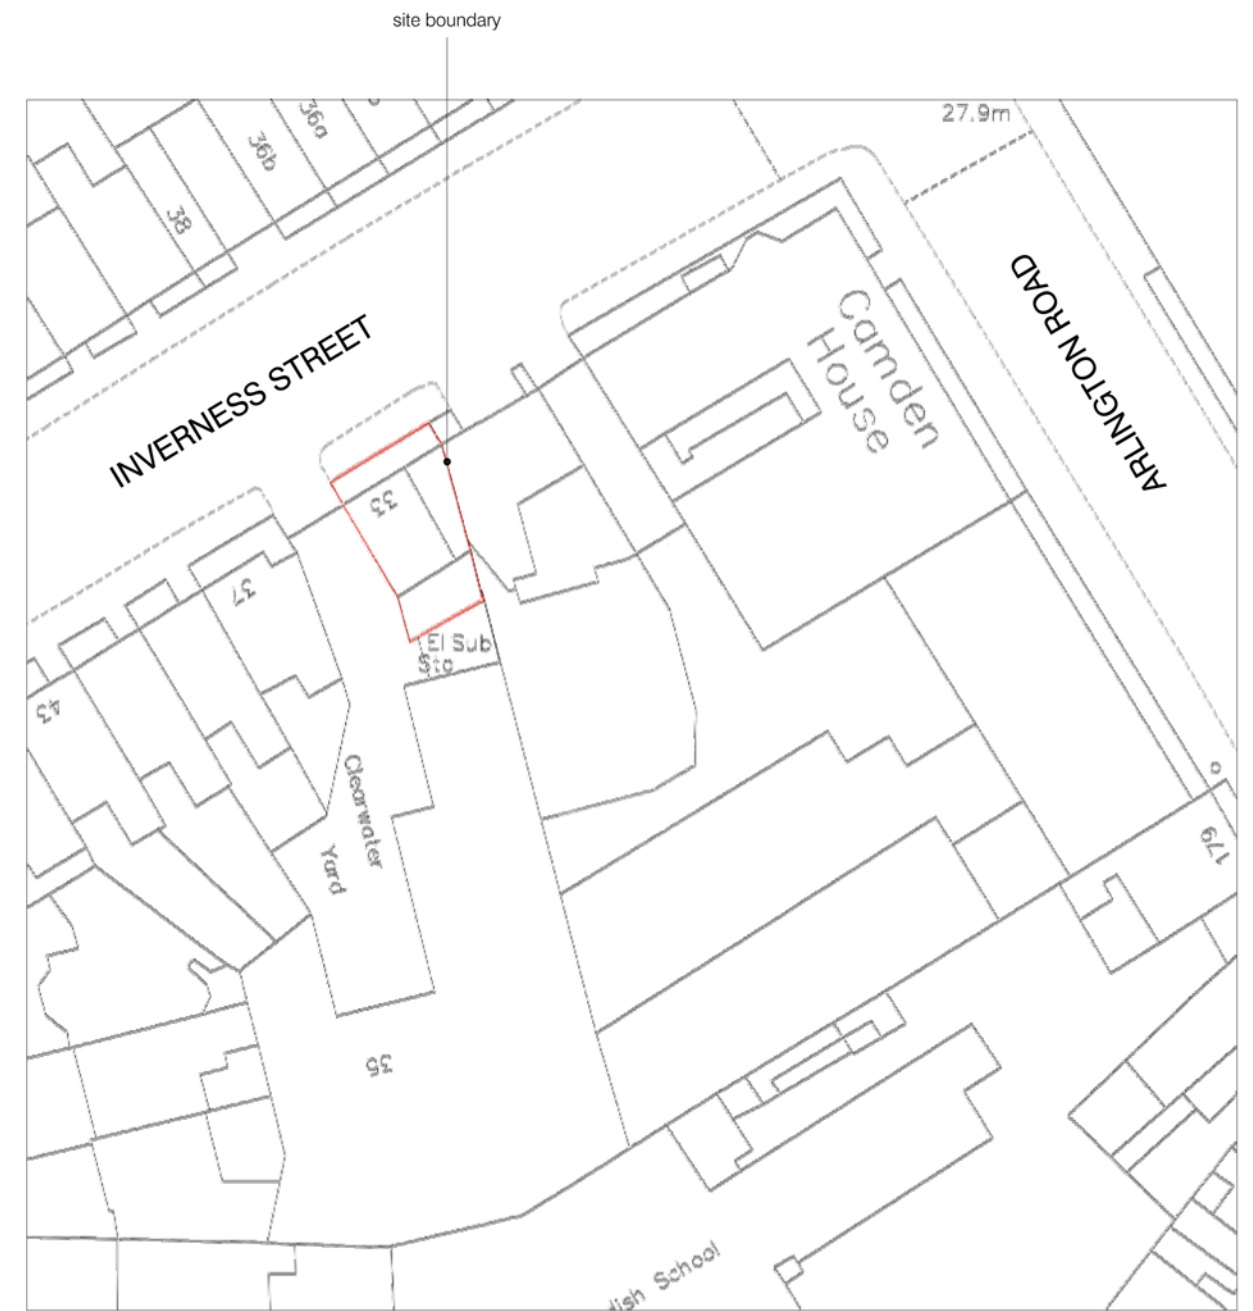 site boundary
27.9m
36a
36b
38
INVERNESS STREET
ARLINGTON ROAD
Camden
House
33
37
El Sub
Sta
43
Clearwater
Yard
179
35
dish School